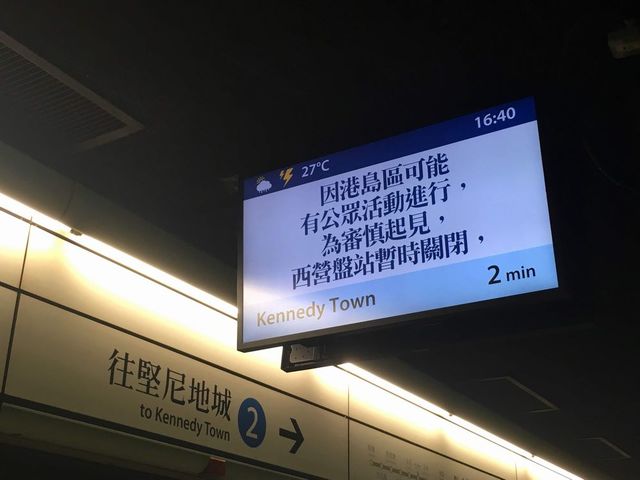 27°C
16:40
因港島區可能
有公眾活動進行，
為審慎起見，
西營盤站暫時關閉，
Kennedy Town
2 min
往堅尼地城
to Kennedy Town
2